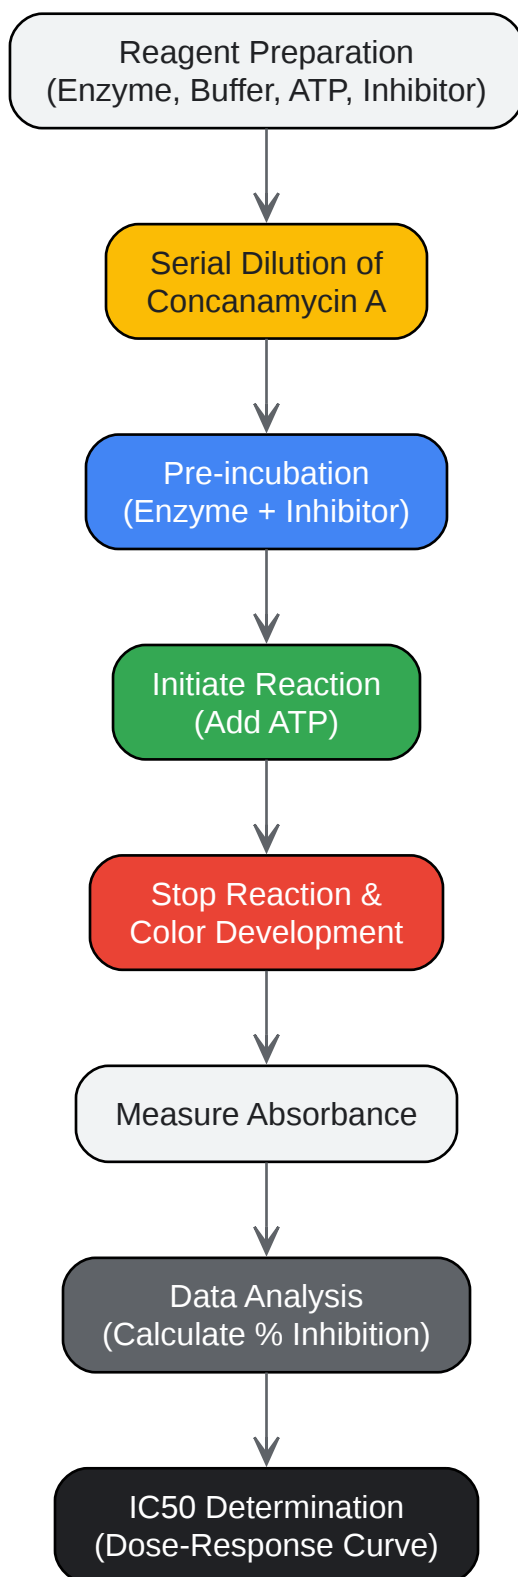 Reagent Preparation
(Enzyme, Buffer, ATP, Inhibitor)
Serial Dilution of
Concanamycin A
Pre-incubation
(Enzyme + Inhibitor)
Initiate Reaction
(Add ATP)
Stop Reaction &
Color Development
Measure Absorbance
Data Analysis
(Calculate % Inhibition)
IC50 Determination
(Dose-Response Curve)